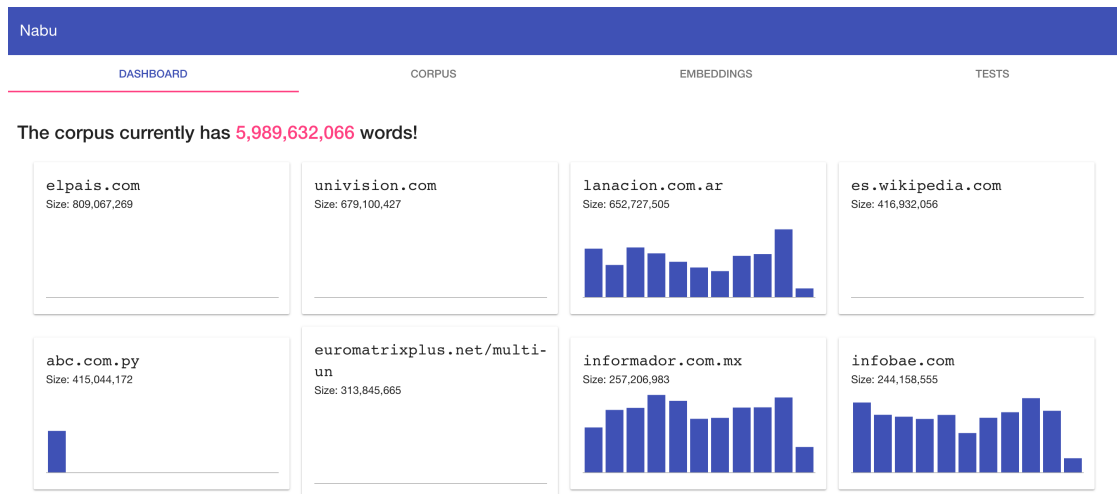 Nabu
DASHBOARD
CORPUS
EMBEDDINGS
TESTS
The corpus currently has 5,989,632,066 words!
elpais.com
Size: 809,067,269
univision.com
Size: 679,100,427
lanacion.com.ar
Size: 652,727,505
es.wikipedia.com
Size: 416,932,056
abc.com.py
Size: 415,044,172
euromatrixplus.net/multi-
un
Size: 313,845,665
informador.com.mx
Size: 257,206,983
infobae.com
Size: 244,158,555